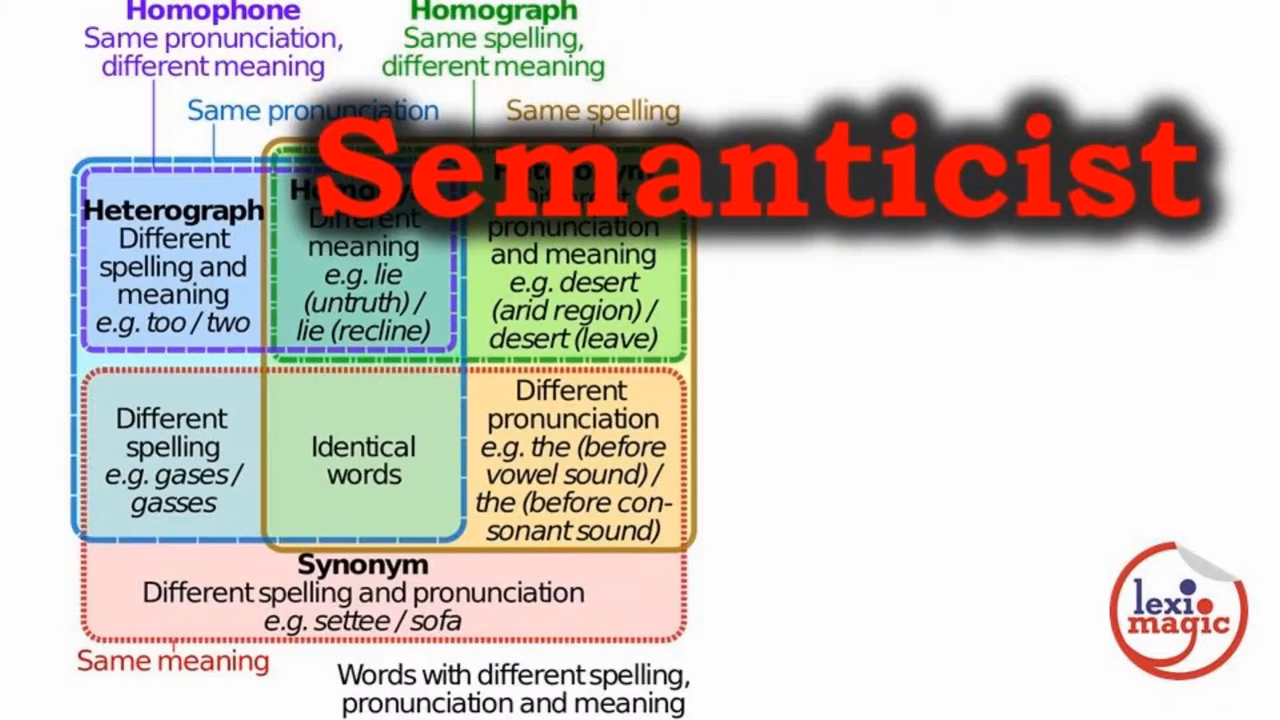 Homophone
Same pronunciation,
different meaning
Homograph
Same spelling,
different meaning
Same pronunciation
Same spelling
Semanticist
Heterograph
Different
spelling and
meaning
e.g. too / two
Different
meaning
e.g. lie
(untruth) /
lie (recline)
pronunciation
and meaning
e.g. desert
(arid region) /
desert (leave)
Different
spelling
e.g. gases /
gasses
Identical
words
Different
pronunciation
e.g. the (before
vowel sound) /
the (before con-
sonant sound)
Synonym
Different spelling and pronunciation
e.g. settee / sofa
Same meaning
Words with different spelling,
pronunciation and meaning
lexi
magic